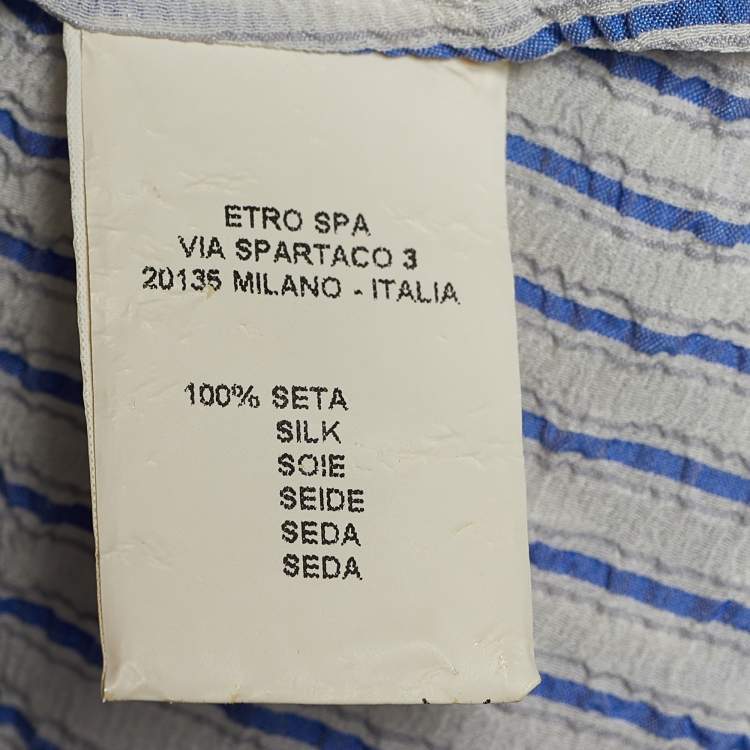 ETRO SPA
VIA SPARTACO 3
20135 MILANO - ITALIA
100% SETA
SILK
SOIE
SEIDE
SEDA
SEDA